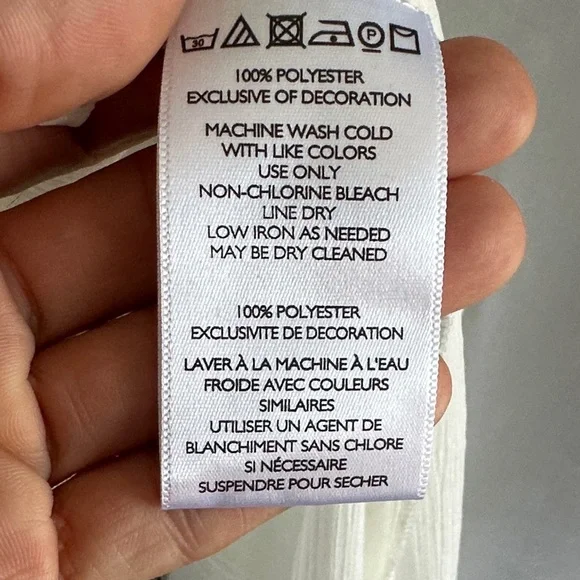 30 P
100% POLYESTER
EXCLUSIVE OF DECORATION
MACHINE WASH COLD
WITH LIKE COLORS
USE ONLY
NON-CHLORINE BLEACH
LINE DRY
LOW IRON AS NEEDED
MAY BE DRY CLEANED
100% POLYESTER
EXCLUSIVITE DE DECORATION
LAVER À LA MACHINE À L'EAU
FROIDE AVEC COULEURS
SIMILAIRES
UTILISER UN AGENT DE
BLANCHIMENT SANS CHLORE
SI NÉCESSAIRE
SUSPENDRE POUR SECHER